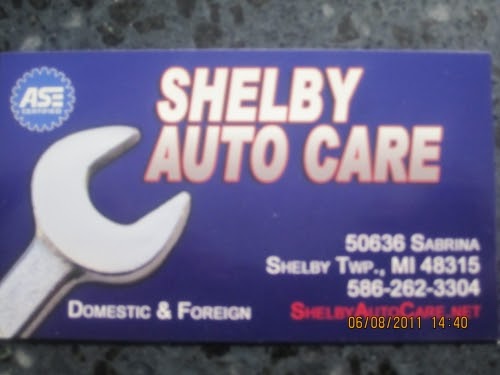 ASE
CERTIFIED
SHELBY
AUTO CARE
50636 SABRINA
SHELBY TWP., MI 48315
586-262-3304
DOMESTIC & FOREIGN
SHELBYAUTOCARE.NET
06/08/2011 14:40